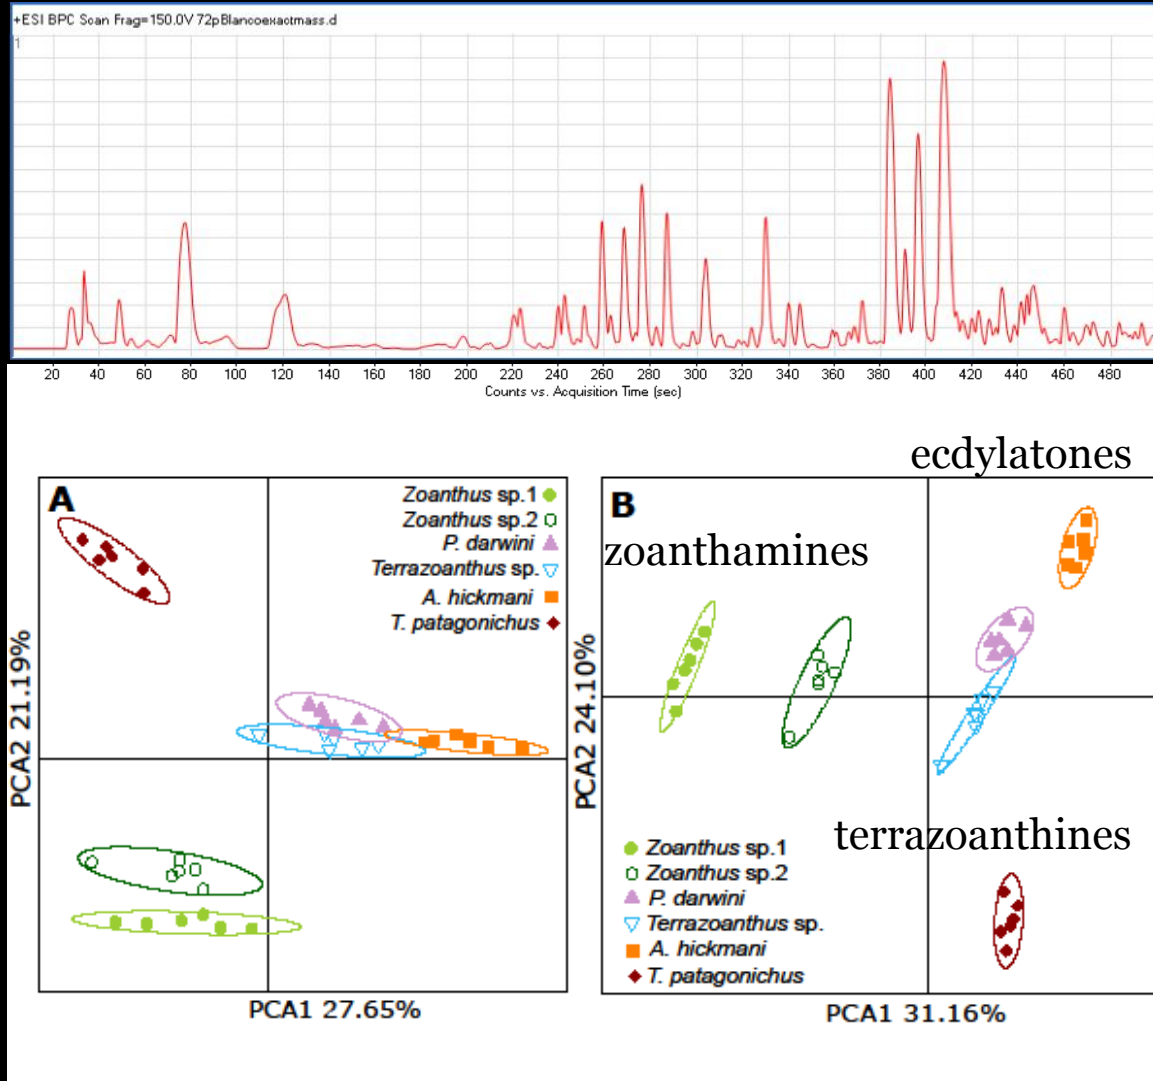 +ESI BPC Scan Frag=150.0V 72pBlancoexactmass.d
1
20 40 60 80 100 120 140 160 180 200 220 240 260 280 300 320 340 360 380 400 420 440 460 480
Counts vs. Acquisition Time (sec)
ecdylatones
A
Zoanthus sp.1
Zoanthus sp.2
P. darwini
Terrazoanthus sp.
A. hickmani
T. patagonichus
PCA2 21.19%
PCA1 27.65%
B
zoanthamines
terrazoanthines
Zoanthus sp.1
Zoanthus sp.2
P. darwini
Terrazoanthus sp.
A. hickmani
T. patagonichus
PCA2 24.10%
PCA1 31.16%